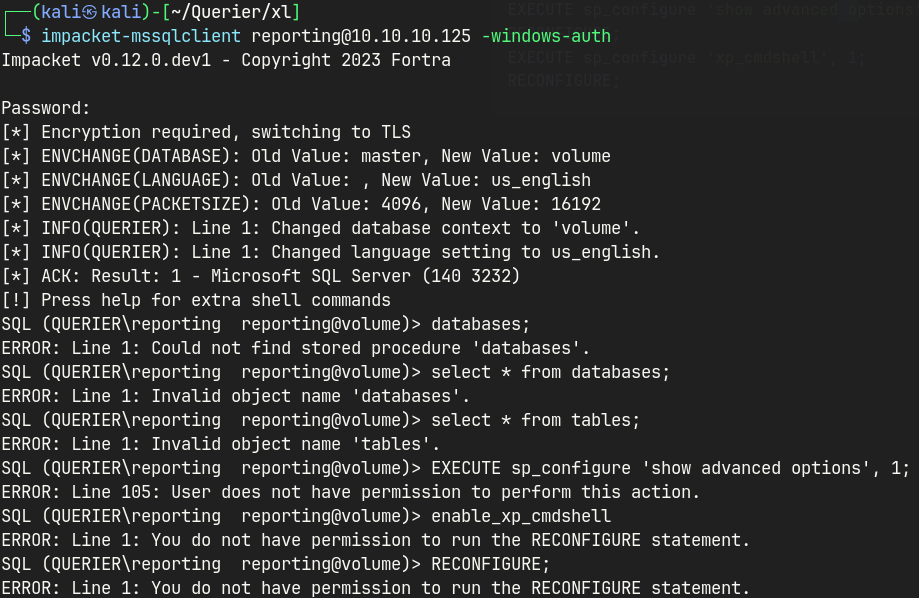 ┌──(kali㉿kali)-[~/Querier/xl]
└─$ impacket-mssqlclient reporting@10.10.10.125 -windows-auth
Impacket v0.12.0.dev1 - Copyright 2023 Fortra
EXECUTE sp_configure 'show advanced options'
EXECUTE sp_configure 'xp_cmdshell', 1;
RECONFIGURE;
Password:
[*] Encryption required, switching to TLS
[*] ENVCHANGE(DATABASE): Old Value: master, New Value: volume
[*] ENVCHANGE(LANGUAGE): Old Value: , New Value: us_english
[*] ENVCHANGE(PACKETSIZE): Old Value: 4096, New Value: 16192
[*] INFO(QUERIER): Line 1: Changed database context to 'volume'.
[*] INFO(QUERIER): Line 1: Changed language setting to us_english.
[*] ACK: Result: 1 - Microsoft SQL Server (140 3232)
[!] Press help for extra shell commands
SQL (QUERIER\reporting  reporting@volume)> databases;
ERROR: Line 1: Could not find stored procedure 'databases'.
SQL (QUERIER\reporting  reporting@volume)> select * from databases;
ERROR: Line 1: Invalid object name 'databases'.
SQL (QUERIER\reporting  reporting@volume)> select * from tables;
ERROR: Line 1: Invalid object name 'tables'.
SQL (QUERIER\reporting  reporting@volume)> EXECUTE sp_configure 'show advanced options', 1;
ERROR: Line 105: User does not have permission to perform this action.
SQL (QUERIER\reporting  reporting@volume)> enable_xp_cmdshell
ERROR: Line 1: You do not have permission to run the RECONFIGURE statement.
SQL (QUERIER\reporting  reporting@volume)> RECONFIGURE;
ERROR: Line 1: You do not have permission to run the RECONFIGURE statement.